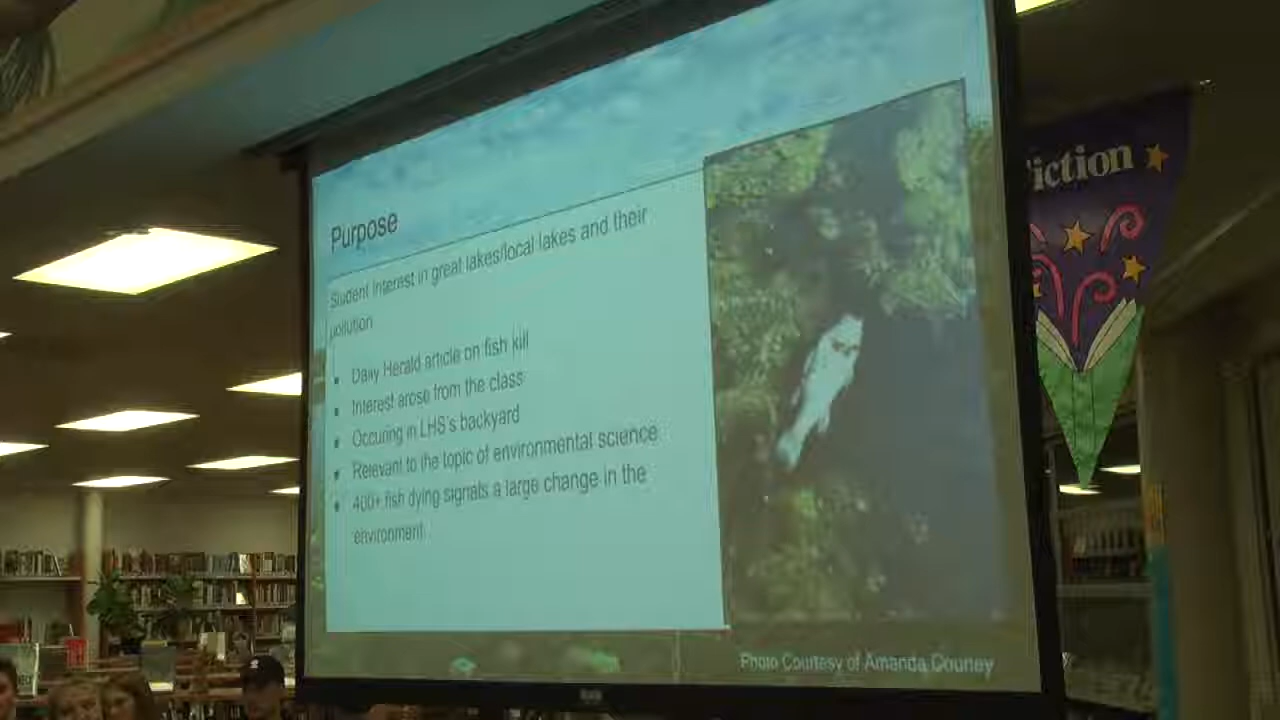 Purpose
Student interest in great lakes/local lakes and their
pollution
Daily Herald article on fish kill
Interest arose from the class
Occuring in LHS's backyard
Relevant to the topic of environmental science
400+ fish dying signals a large change in the
environment.
Photo Courtesy of Amanda
iction